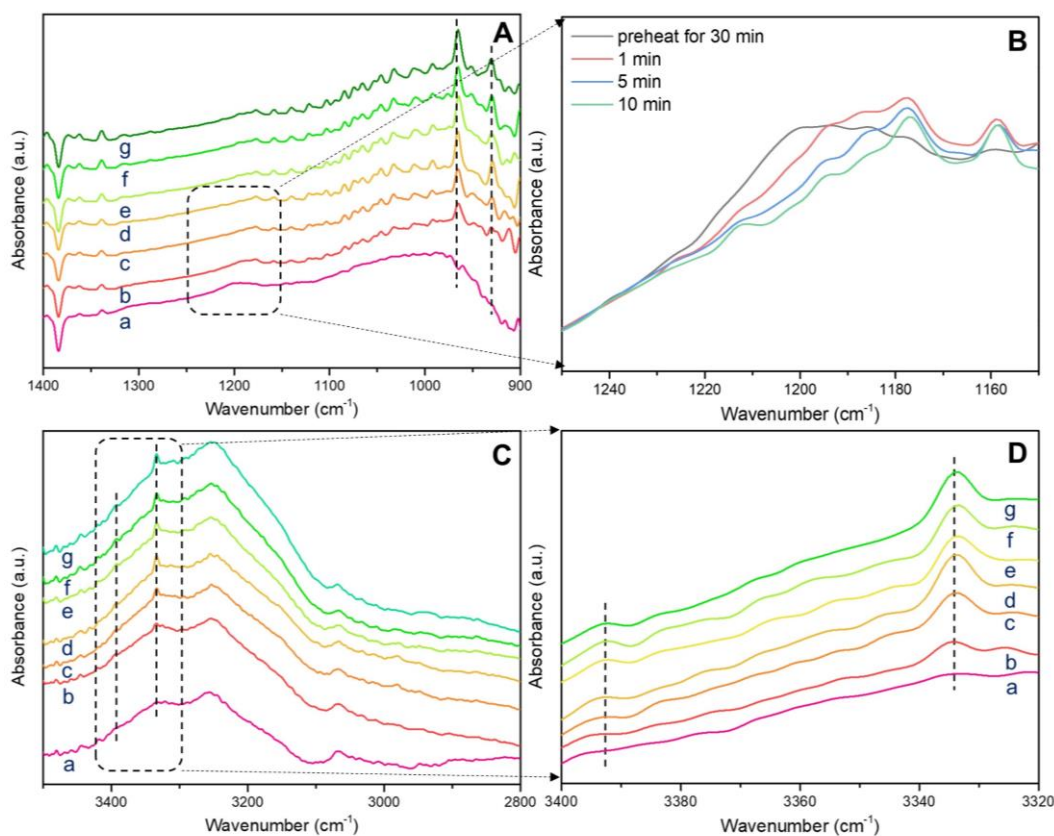 A
g
f
e
d
c
b
a
Absorbance (a.u.)
1400 1300 1200 1100 1000 900
Wavenumber (cm⁻¹)
B
preheat for 30 min
1 min
5 min
10 min
Absorbance (a.u.)
1240 1220 1200 1180 1160
Wavenumber (cm⁻¹)
C
g
f
e
d
c
b
a
Absorbance (a.u.)
3400 3200 3000 2800
Wavenumber (cm⁻¹)
D
g
f
e
d
c
b
a
Absorbance (a.u.)
3400 3380 3360 3340 3320
Wavenumber (cm⁻¹)